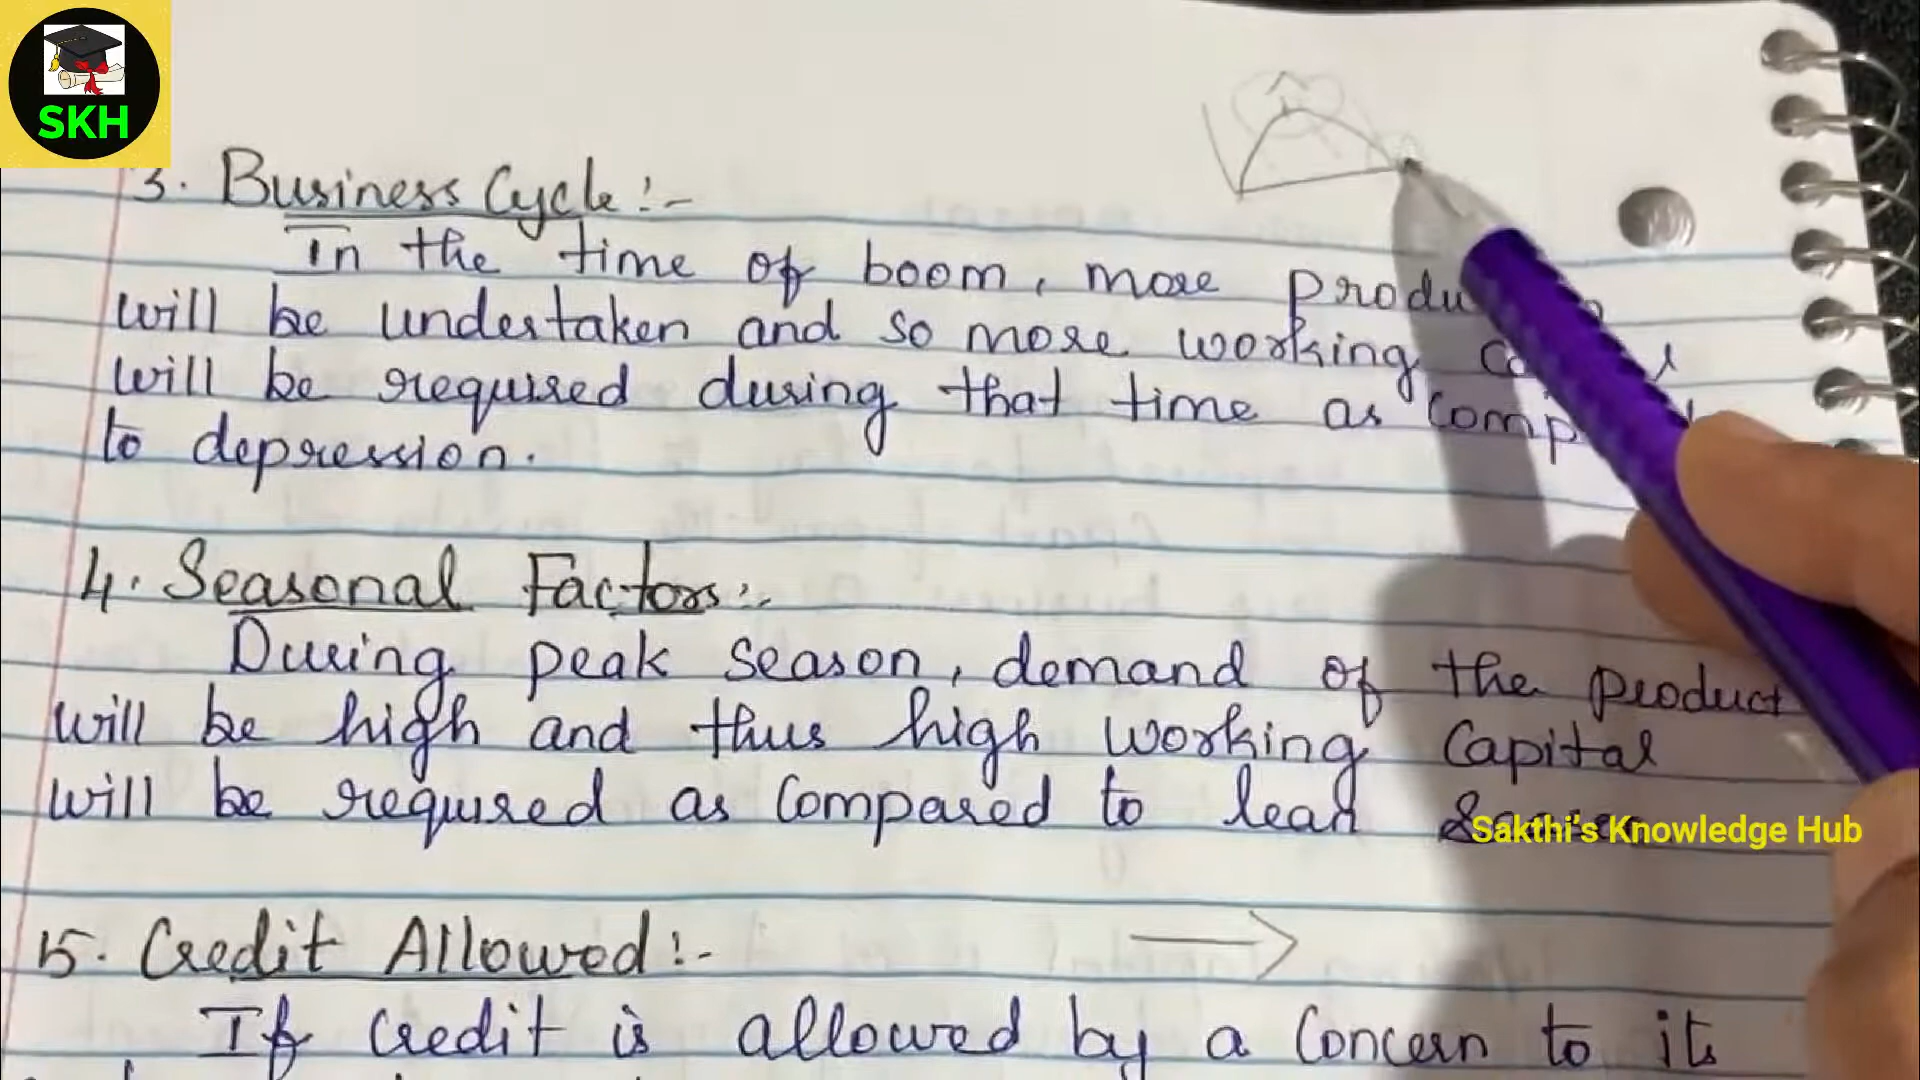 SKH
3. Business Cycle :-
In the time of boom, more
will be undertaken and so more working
will be required during that time as
to depression.
4. Seasonal Factors :-
During peak season, demand of the product
will be high and thus high working Capital
will be required as compared to lean
Sakthi's Knowledge Hub
5. Credit Allowed :-
If credit is allowed by a concern to its